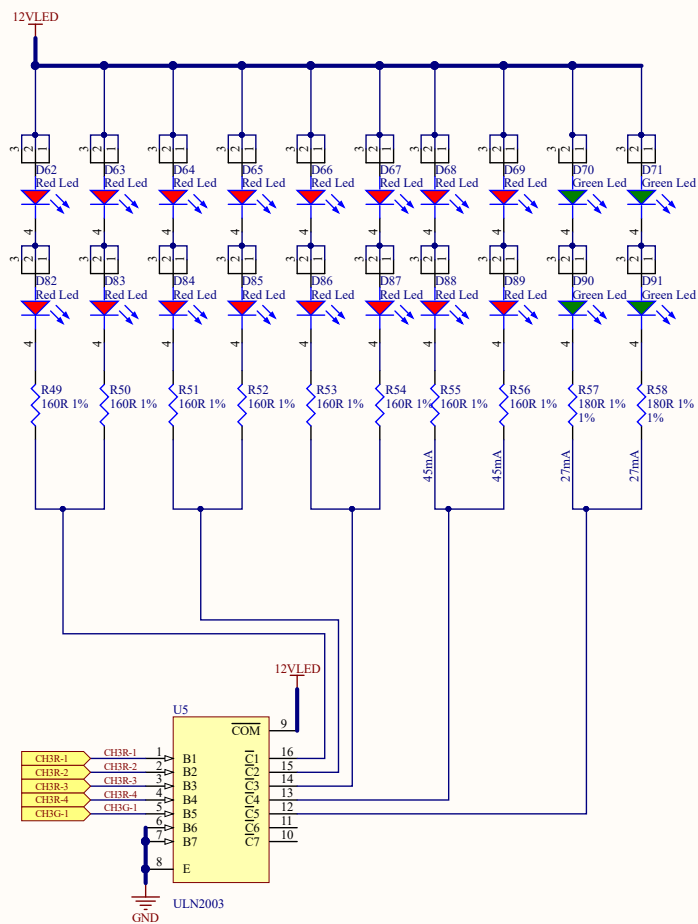 12VLED
3 2 1 3 2 1 3 2 1 3 2 1 3 2 1 3 2 1 3 2 1 3 2 1 3 2 1 3 2 1
D62 D63 D64 D65 D66 D67 D68 D69 D70 D71
Red Led Red Led Red Led Red Led Red Led Red Led Red Led Red Led Green Led Green Led
4 4 4 4 4 4 4 4 4 4
3 2 1 3 2 1 3 2 1 3 2 1 3 2 1 3 2 1 3 2 1 3 2 1 3 2 1 3 2 1
D82 D83 D84 D85 D86 D87 D88 D89 D90 D91
Red Led Red Led Red Led Red Led Red Led Red Led Red Led Red Led Green Led Green Led
4 4 4 4 4 4 4 4 4 4
R49 R50 R51 R52 R53 R54 R55 R56 R57 R58
160R 1% 160R 1% 160R 1% 160R 1% 160R 1% 160R 1% 160R 1% 160R 1% 180R 1% 180R 1%
1% 1%
45mA 45mA 27mA 27mA
12VLED
U5
COM 9
CH3R-1 CH3R-1 1 B1 C1 16
CH3R-2 CH3R-2 2 B2 C2 15
CH3R-3 CH3R-3 3 B3 C3 14
CH3R-4 CH3R-4 4 B4 C4 13
CH3G-1 CH3G-1 5 B5 C5 12
6 B6 C6 11
7 B7 C7 10
8 E
GND
ULN2003